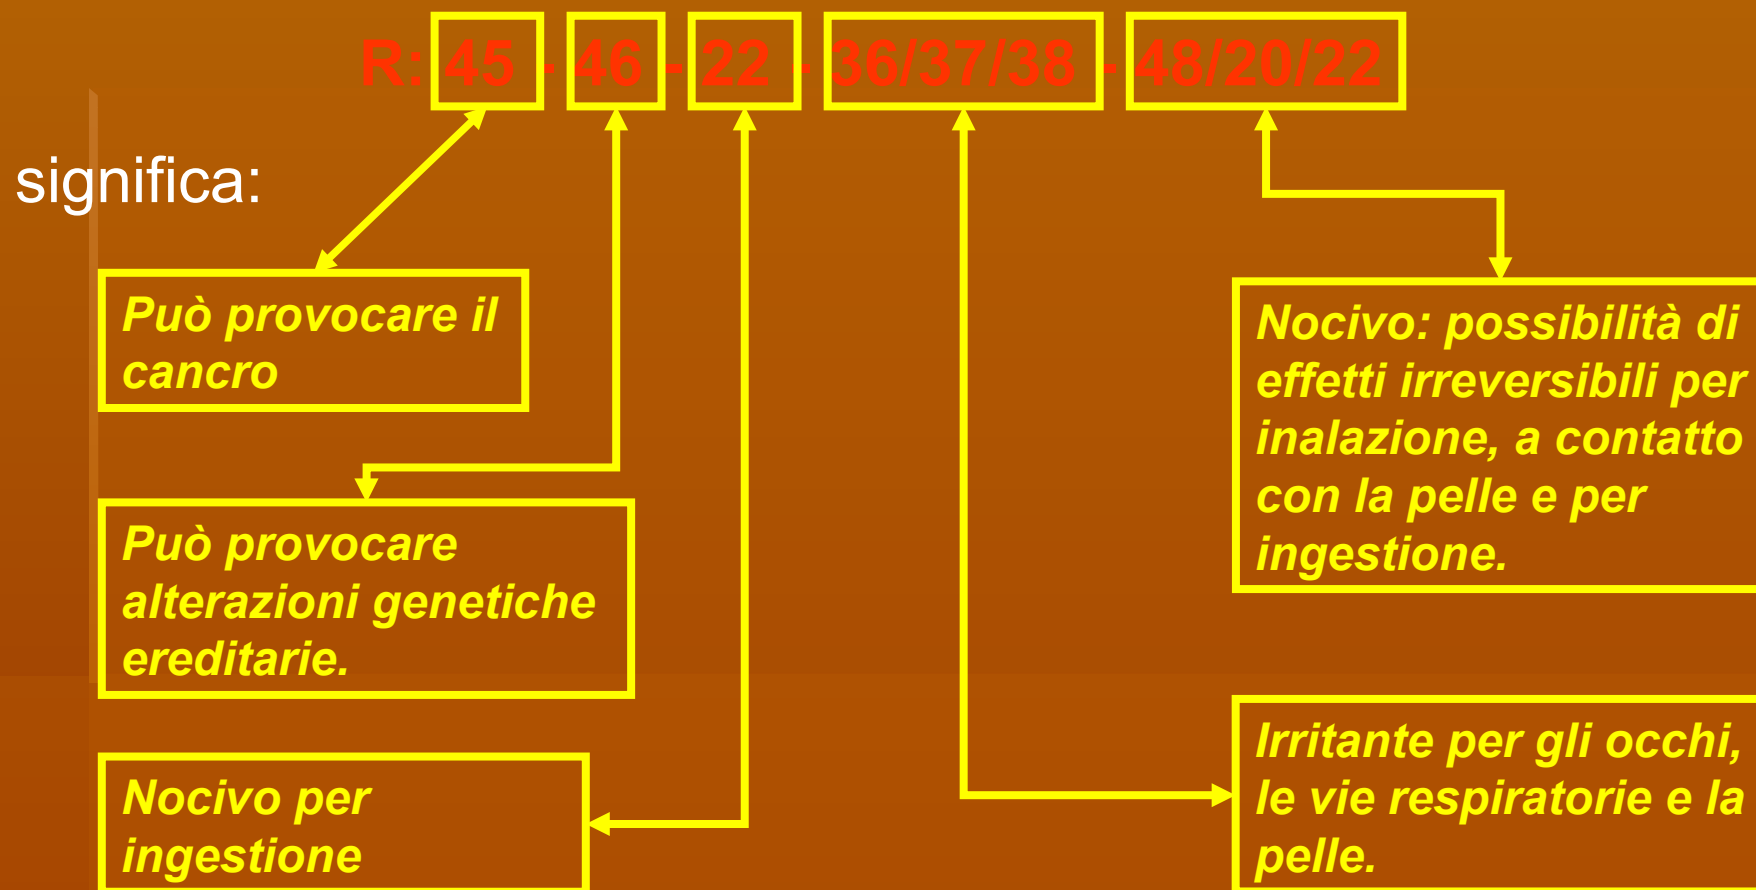 R: 45 - 46 - 22 - 36/37/38 - 48/20/22
significa:
Può provocare il
cancro
Può provocare
alterazioni genetiche
ereditarie.
Nocivo per
ingestione
Nocivo: possibilità di
effetti irreversibili per
inalazione, a contatto
con la pelle e per
ingestione.
Irritante per gli occhi,
le vie respiratorie e la
pelle.